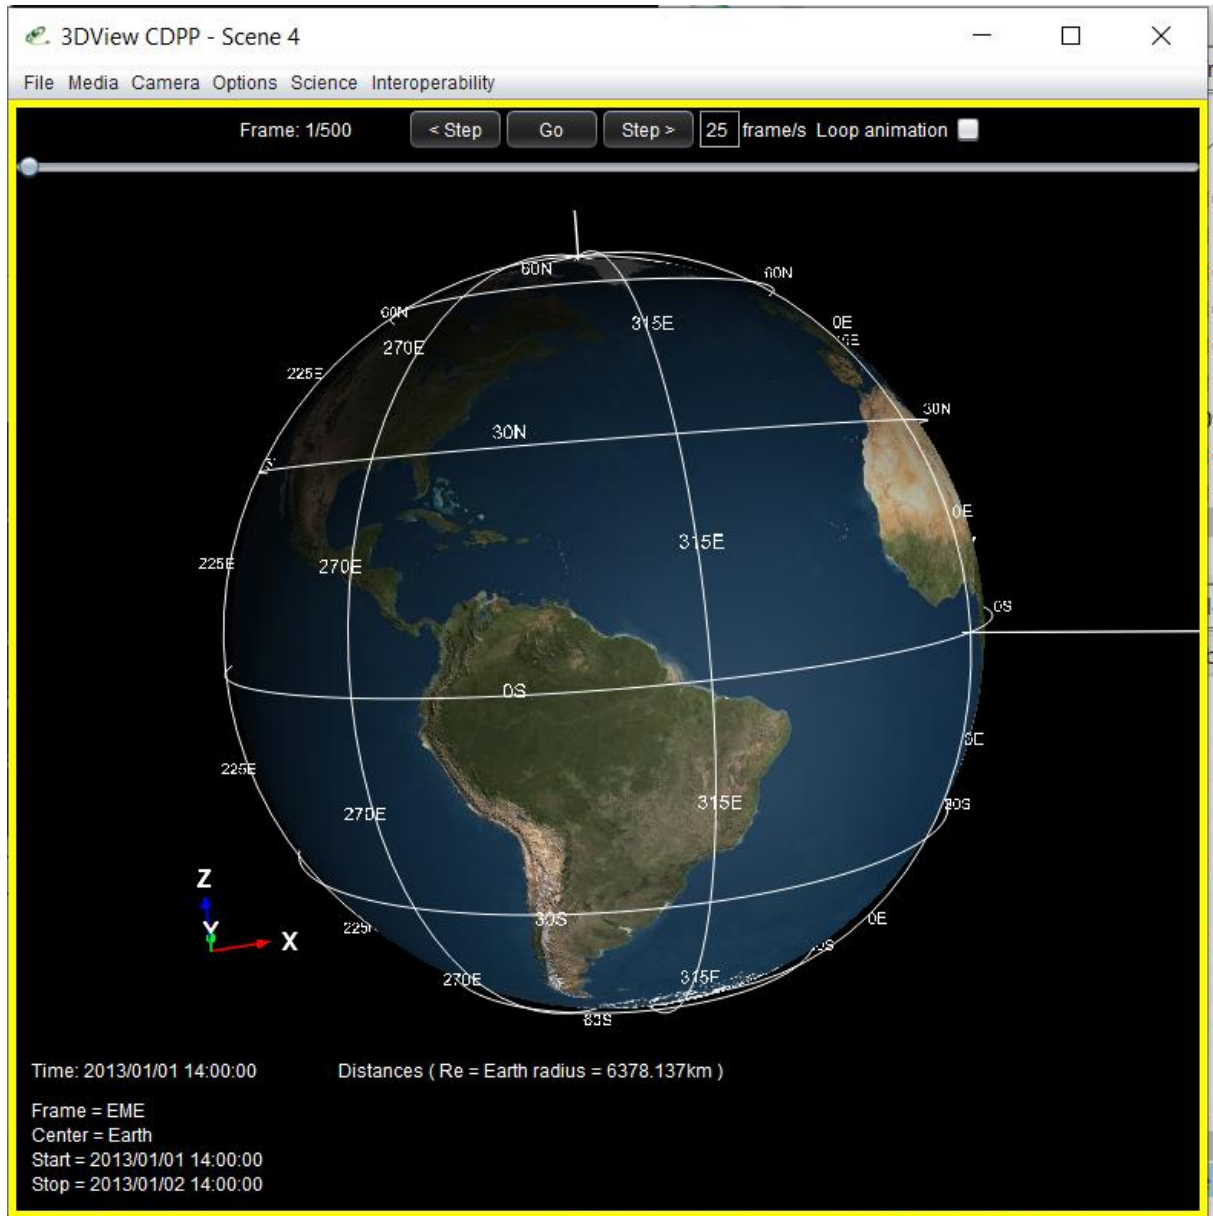 3DView CDPP - Scene 4
File Media Camera Options Science Interoperability
Frame: 1/500 < Step Go Step > 25 frame/s Loop animation
60N
60N
60N
315E
0E
270E
225E
30N
30N
0E
315E
225E
270E
0S
0S
225E
30S
315E
270E
30S
0E
270E
60S
Z
Y
X
Time: 2013/01/01 14:00:00 Distances ( Re = Earth radius = 6378.137km )
Frame = EME
Center = Earth
Start = 2013/01/01 14:00:00
Stop = 2013/01/02 14:00:00